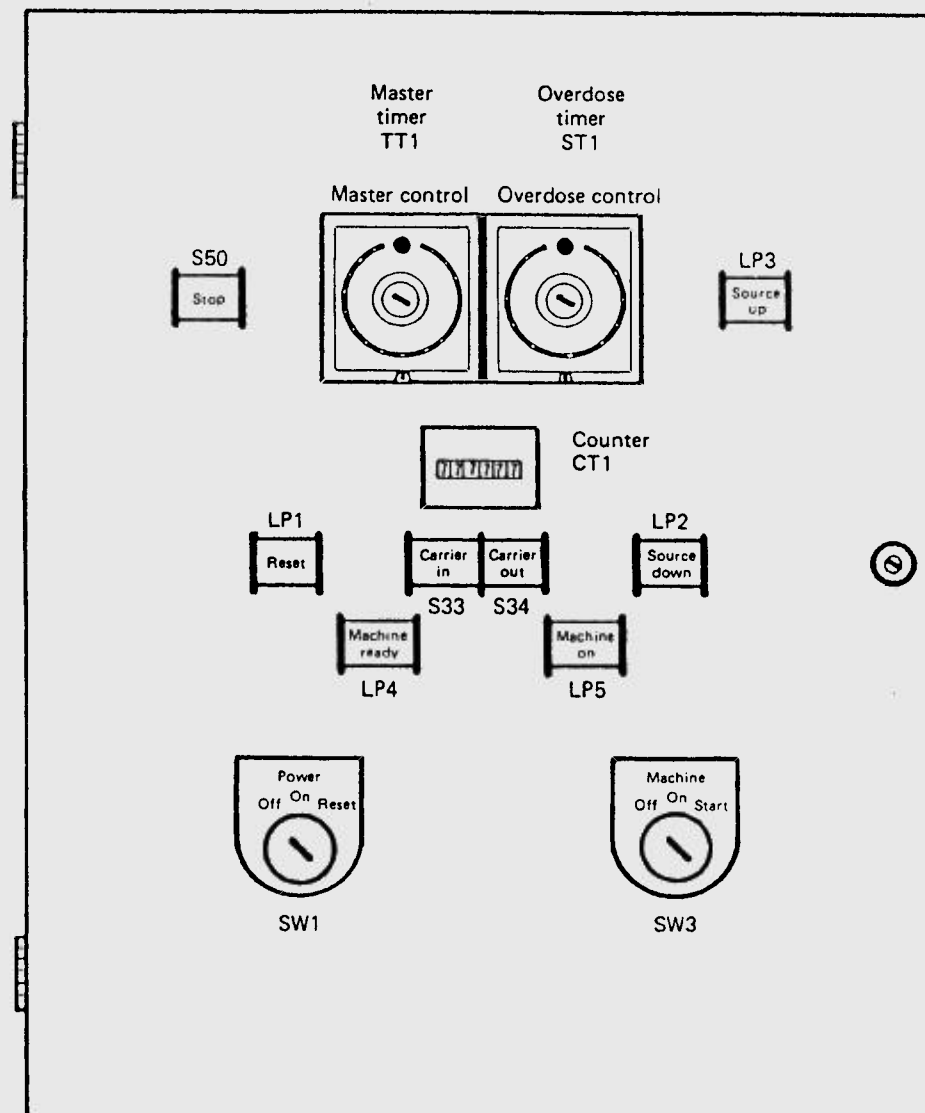 Master
timer
TT1
Overdose
timer
ST1
Master control
Overdose control
S50
Stop
LP3
Source
up
Counter
CT1
LP1
Reset
Carrier
in
S33
Carrier
out
S34
LP2
Source
down
Machine
ready
LP4
Machine
on
LP5
Power
Off On Reset
SW1
Machine
Off On Start
SW3